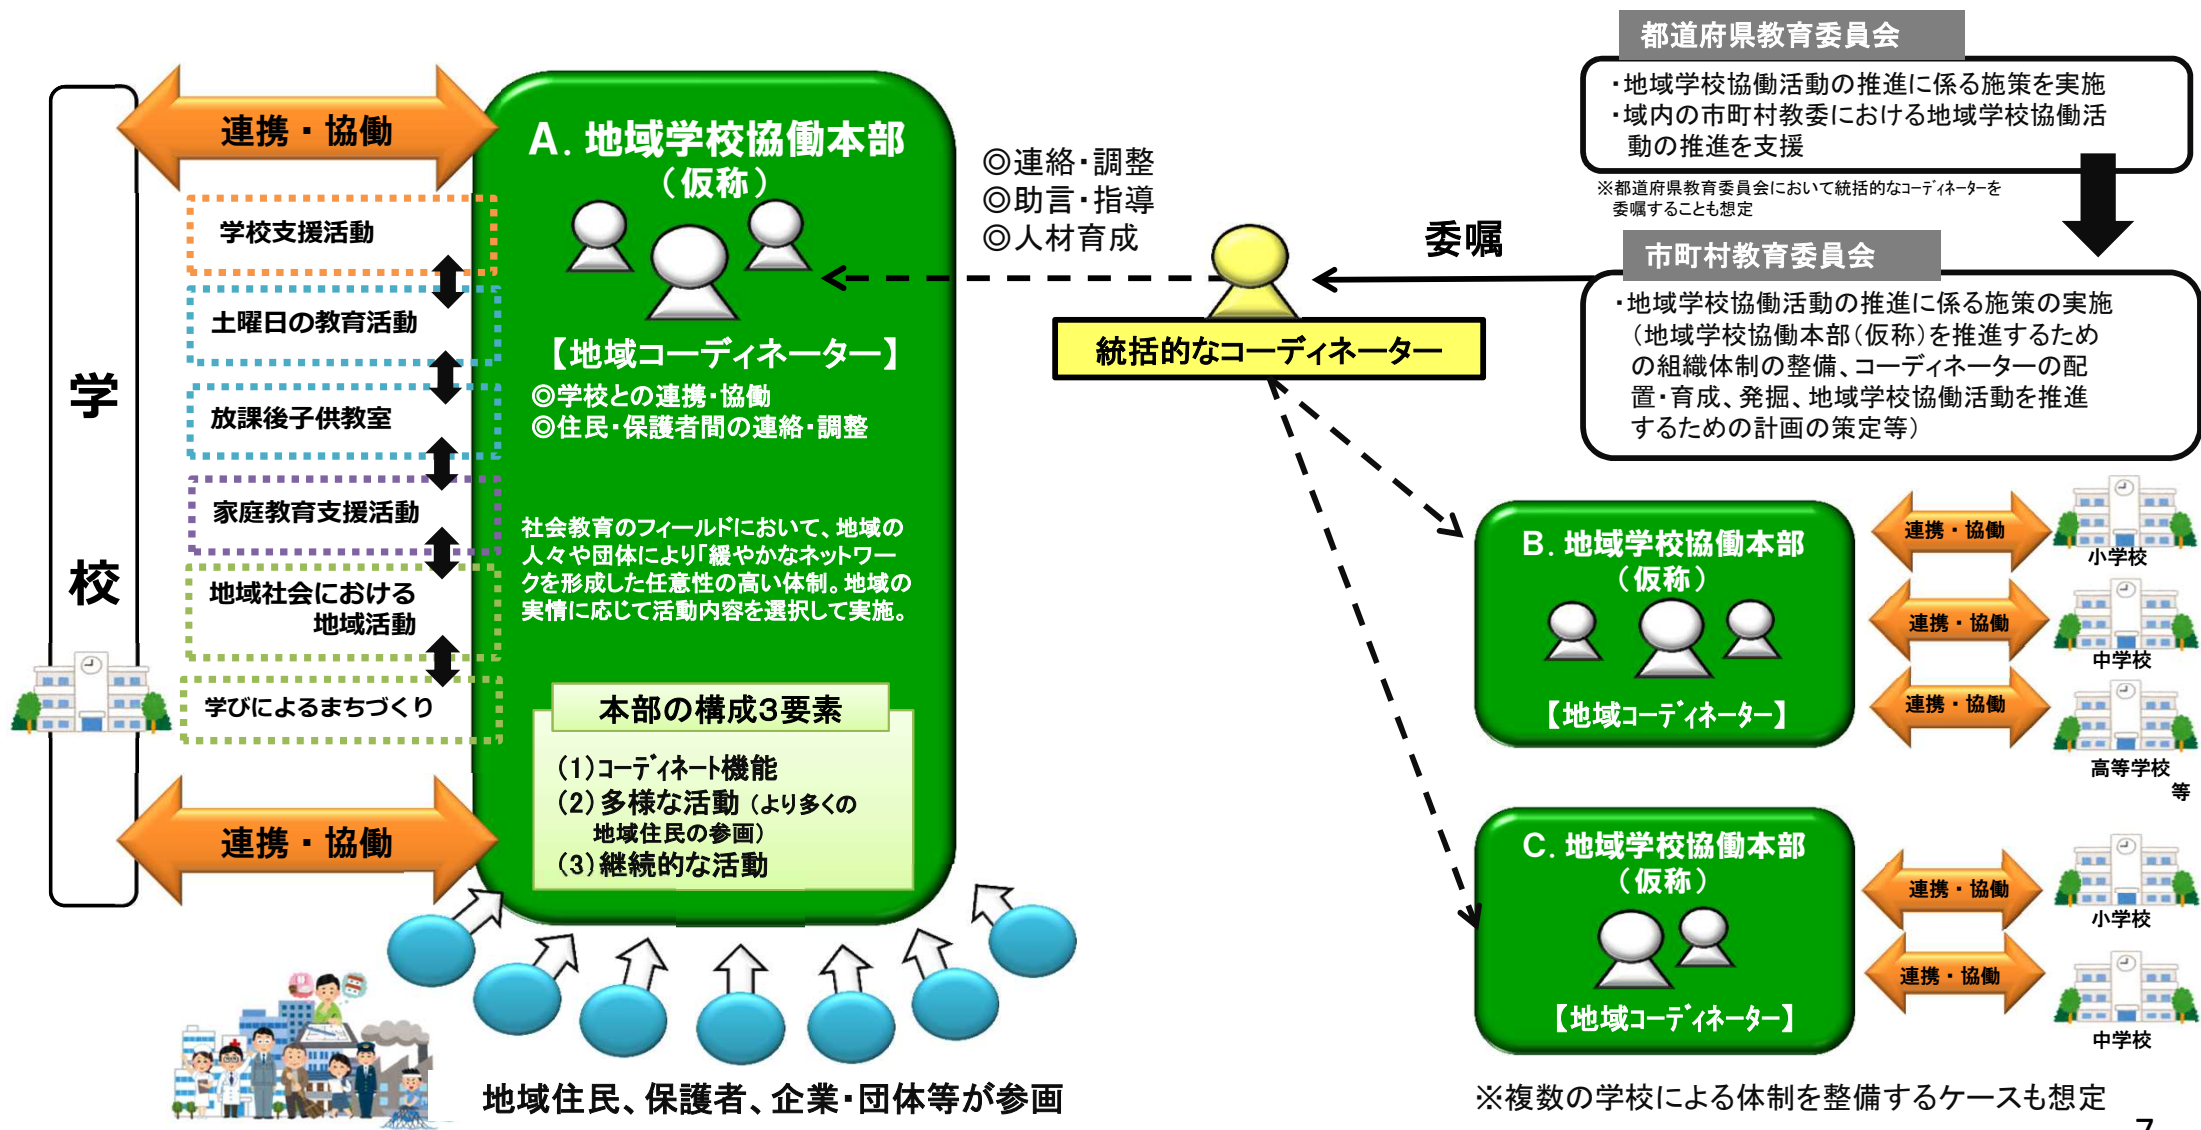 学校
連携・協働
学校支援活動
土曜日の教育活動
放課後子供教室
家庭教育支援活動
地域社会における
地域活動
学びによるまちづくり
連携・協働
A. 地域学校協働本部
（仮称）
【地域コーディネーター】
◎学校との連携・協働
◎住民・保護者間の連絡・調整
社会教育のフィールドにおいて、地域の
人々や団体により「緩やかなネットワー
クを形成した任意性の高い体制。地域の
実情に応じて活動内容を選択して実施。
本部の構成3要素
(1)コーディネート機能
(2)多様な活動（より多くの
地域住民の参画）
(3)継続的な活動
地域住民、保護者、企業・団体等が参画
◎連絡・調整
◎助言・指導
◎人材育成
統括的なコーディネーター
委嘱
都道府県教育委員会
・地域学校協働活動の推進に係る施策を実施
・域内の市町村教委における地域学校協働活
動の推進を支援
※都道府県教育委員会において統括的なコーディネーターを
委嘱することも想定
市町村教育委員会
・地域学校協働活動の推進に係る施策の実施
（地域学校協働本部（仮称）を推進するため
の組織体制の整備、コーディネーターの配
置・育成、発掘、地域学校協働活動を推進
するための計画の策定等）
B. 地域学校協働本部
（仮称）
【地域コーディネーター】
連携・協働
小学校
連携・協働
中学校
連携・協働
高等学校
等
C. 地域学校協働本部
（仮称）
【地域コーディネーター】
連携・協働
小学校
連携・協働
中学校
※複数の学校による体制を整備するケースも想定
7